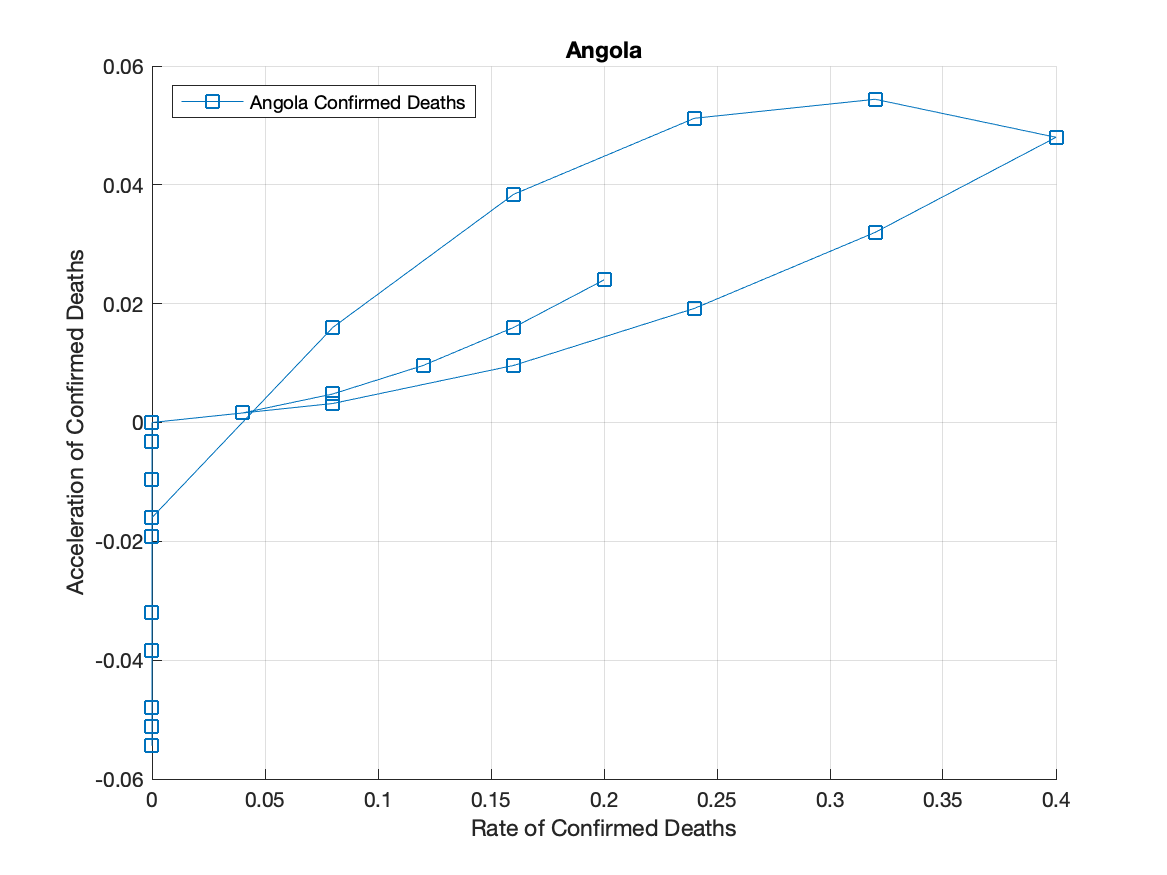 Angola
0.06
Angola Confirmed Deaths
0.04
0.02
0
-0.02
-0.04
-0.06
Acceleration of Confirmed Deaths
0 0.05 0.1 0.15 0.2 0.25 0.3 0.35 0.4
Rate of Confirmed Deaths